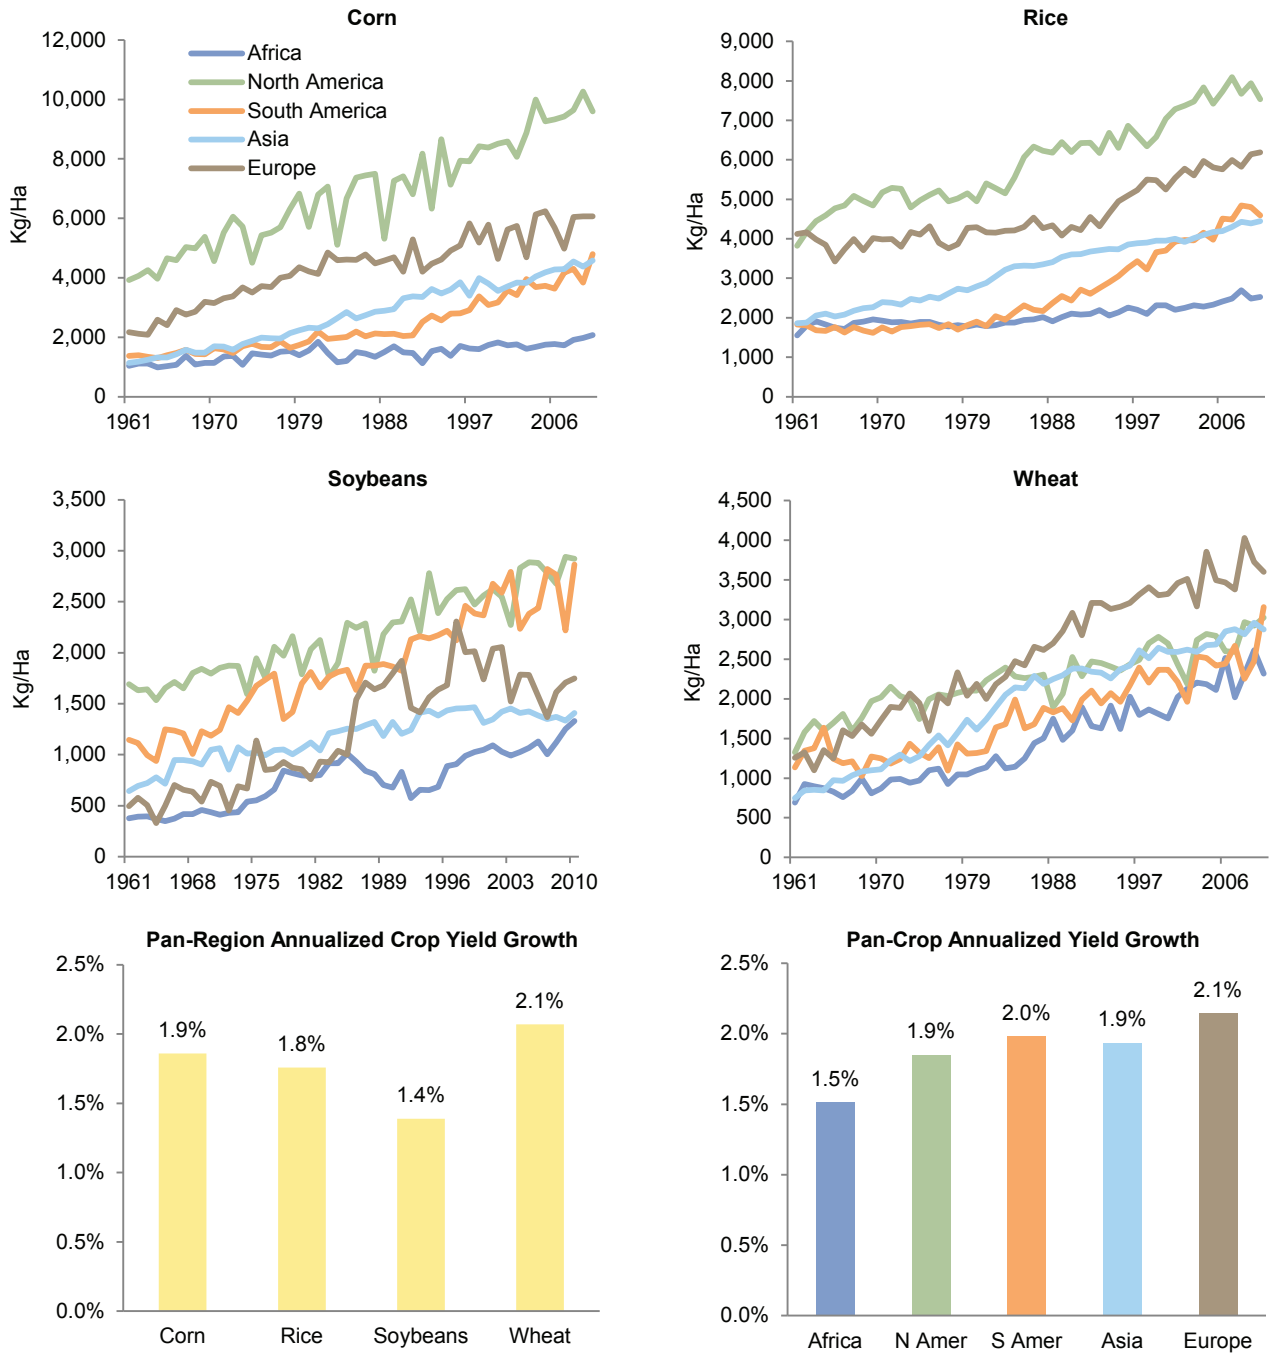 Corn
12,000
10,000
8,000
6,000
4,000
2,000
0
Kg/Ha
Africa
North America
South America
Asia
Europe
1961 1970 1979 1988 1997 2006
Rice
9,000
8,000
7,000
6,000
5,000
4,000
3,000
2,000
1,000
0
Kg/Ha
1961 1970 1979 1988 1997 2006
Soybeans
3,500
3,000
2,500
2,000
1,500
1,000
500
0
Kg/Ha
1961 1968 1975 1982 1989 1996 2003 2010
Wheat
4,500
4,000
3,500
3,000
2,500
2,000
1,500
1,000
500
0
Kg/Ha
1961 1970 1979 1988 1997 2006
Pan-Region Annualized Crop Yield Growth
2.5%
2.0%
1.5%
1.0%
0.5%
0.0%
1.9%
1.8%
1.4%
2.1%
Corn Rice Soybeans Wheat
Pan-Crop Annualized Yield Growth
2.5%
2.0%
1.5%
1.0%
0.5%
0.0%
1.5%
1.9%
2.0%
1.9%
2.1%
Africa N Amer S Amer Asia Europe